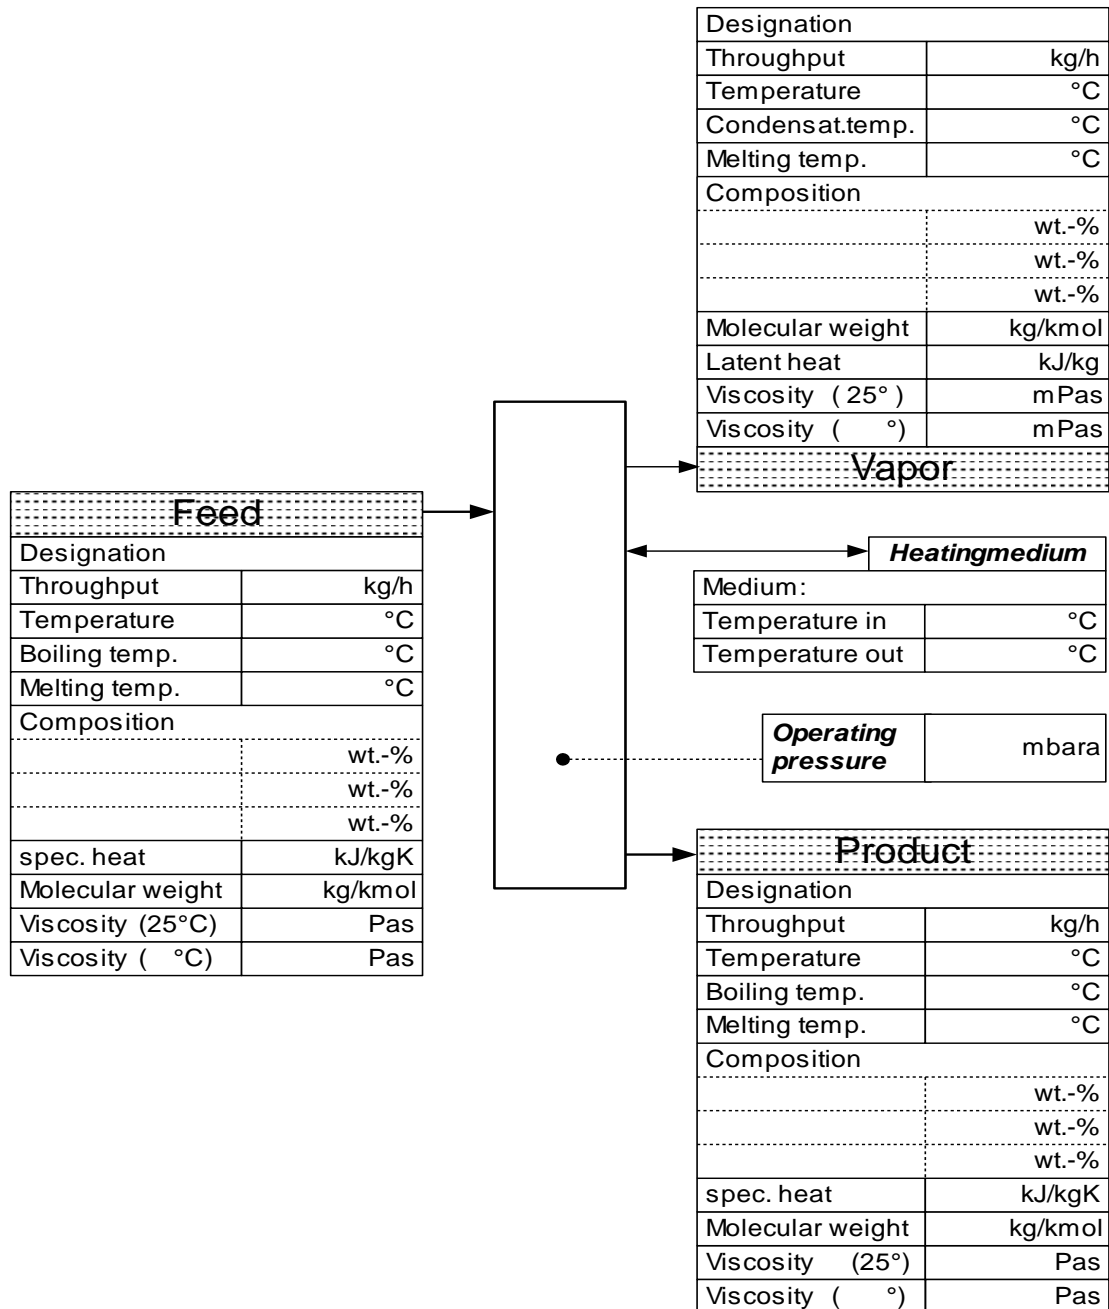 Designation
Throughput kg/h
Temperature °C
Condensat.temp. °C
Melting temp. °C
Composition
wt.-%
wt.-%
wt.-%
Molecular weight kg/kmol
Latent heat kJ/kg
Viscosity ( 25° ) mPas
Viscosity ( °) mPas
Vapor
Feed
Designation
Throughput kg/h
Temperature °C
Boiling temp. °C
Melting temp. °C
Composition
wt.-%
wt.-%
wt.-%
spec. heat kJ/kgK
Molecular weight kg/kmol
Viscosity (25°C) Pas
Viscosity ( °C) Pas
Heatingmedium
Medium:
Temperature in °C
Temperature out °C
Operating
pressure mbara
Product
Designation
Throughput kg/h
Temperature °C
Boiling temp. °C
Melting temp. °C
Composition
wt.-%
wt.-%
wt.-%
spec. heat kJ/kgK
Molecular weight kg/kmol
Viscosity (25°) Pas
Viscosity ( °) Pas